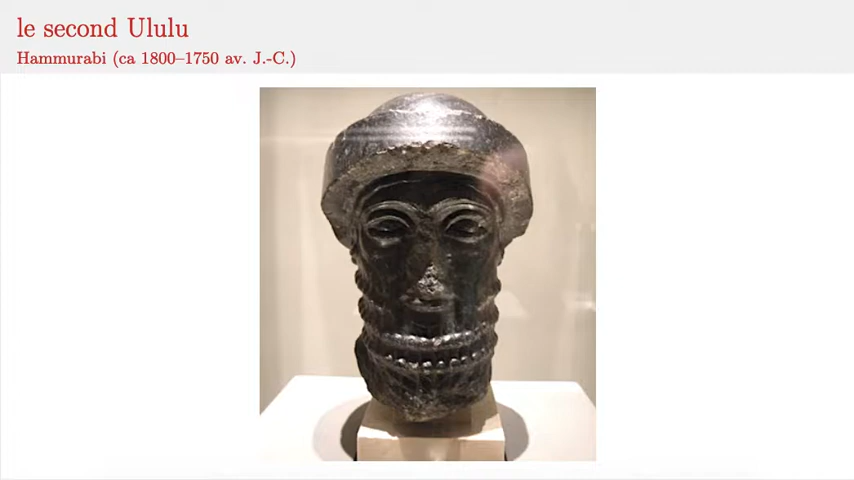 le second Ululu
Hammurabi (ca 1800–1750 av. J.-C.)